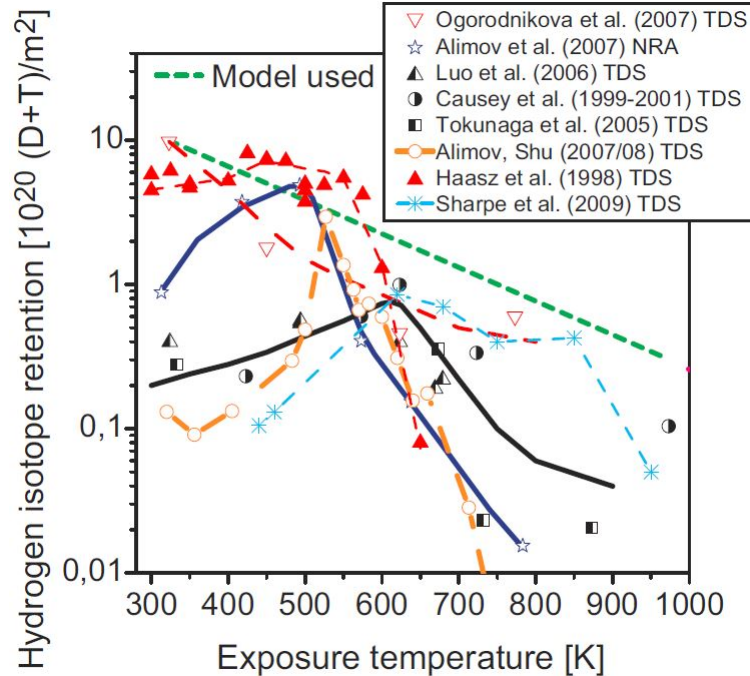 Ogorodnikova et al. (2007) TDS
Alimov et al. (2007) NRA
Luo et al. (2006) TDS
Causey et al. (1999-2001) TDS
Tokunaga et al. (2005) TDS
Alimov, Shu (2007/08) TDS
Haasz et al. (1998) TDS
Sharpe et al. (2009) TDS
Model used
Hydrogen isotope retention [10²⁰ (D+T)/m²]
10
1
0,1
0,01
300 400 500 600 700 800 900 1000
Exposure temperature [K]